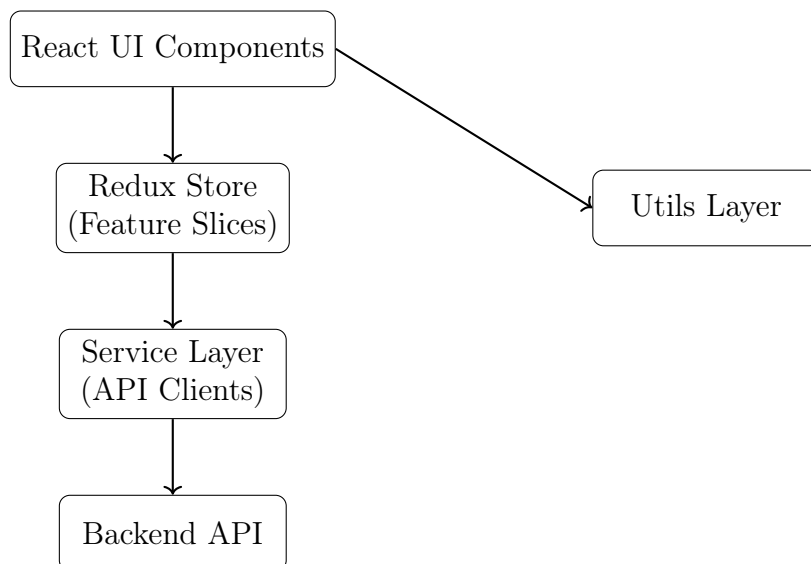 React UI Components
Redux Store
(Feature Slices)
Utils Layer
Service Layer
(API Clients)
Backend API